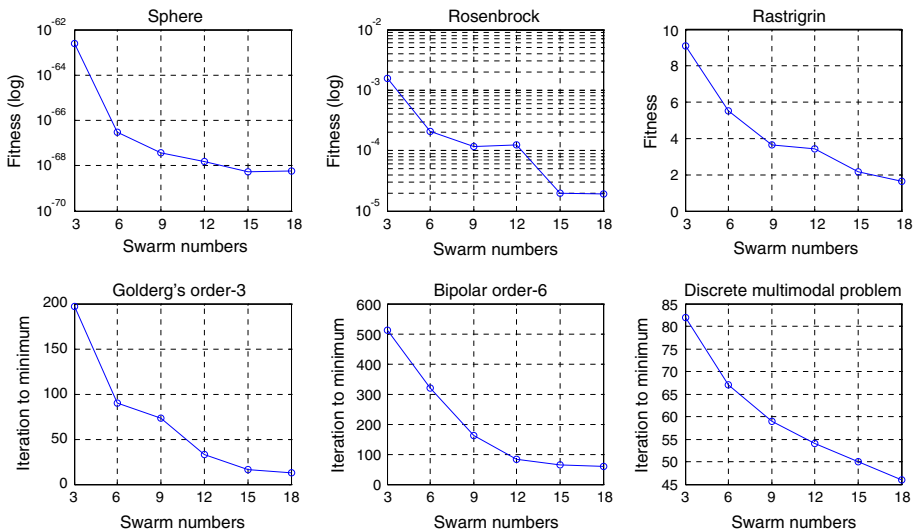 Sphere
Fitness (log)
10^-62
10^-64
10^-66
10^-68
10^-70
3 6 9 12 15 18
Swarm numbers
Rosenbrock
Fitness (log)
10^-2
10^-3
10^-4
10^-5
3 6 9 12 15 18
Swarm numbers
Rastrigrin
Fitness
10
8
6
4
2
0
3 6 9 12 15 18
Swarm numbers
Golderg's order-3
Iteration to minimum
200
150
100
50
0
3 6 9 12 15 18
Swarm numbers
Bipolar order-6
Iteration to minimum
600
500
400
300
200
100
0
3 6 9 12 15 18
Swarm numbers
Discrete multimodal problem
Iteration to minimum
85
80
75
70
65
60
55
50
45
3 6 9 12 15 18
Swarm numbers